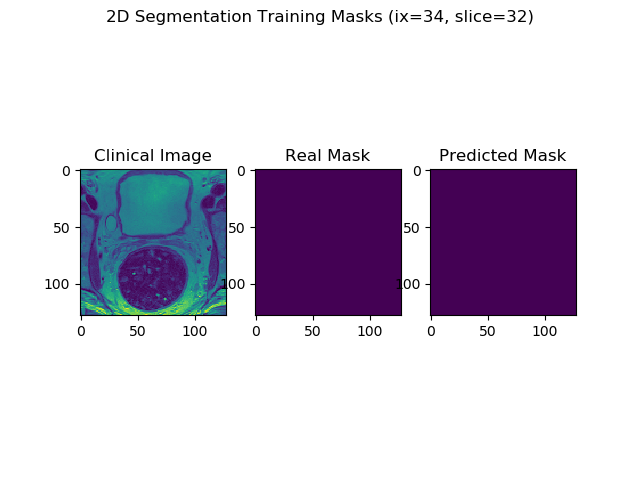 2D Segmentation Training Masks (ix=34, slice=32)
Clinical Image Real Mask Predicted Mask
0 0 0
50 50 50
100 100 100
0 50 100 0 50 100 0 50 100